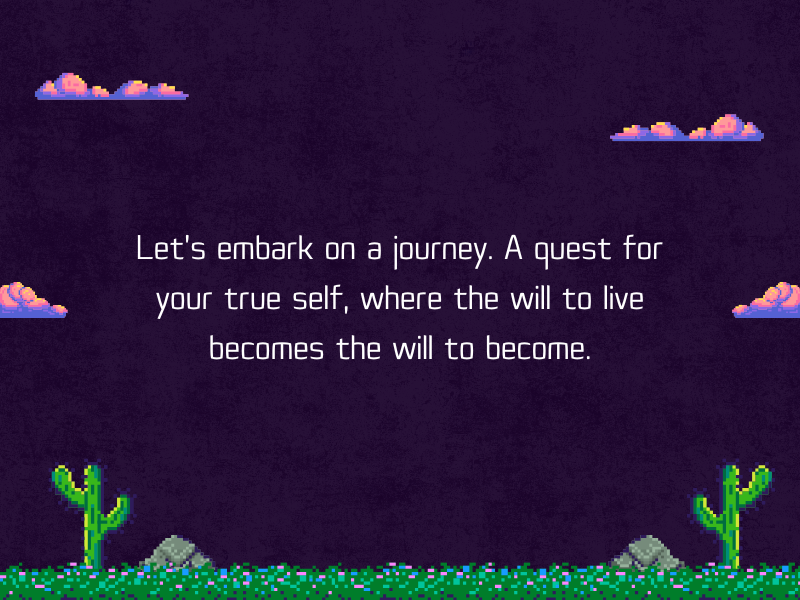 Let's embark on a journey. A quest for
your true self, where the will to live
becomes the will to become.